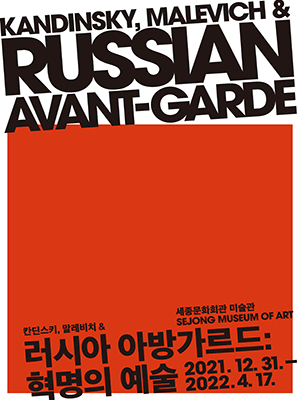 KANDINSKY, MALEVICH &
RUSSIAN
AVANT-GARDE
세종문화회관 미술관
SEJONG MUSEUM OF ART
칸딘스키, 말레비치 &
러시아 아방가르드:
혁명의 예술
2021. 12. 31.–
2022. 4. 17.